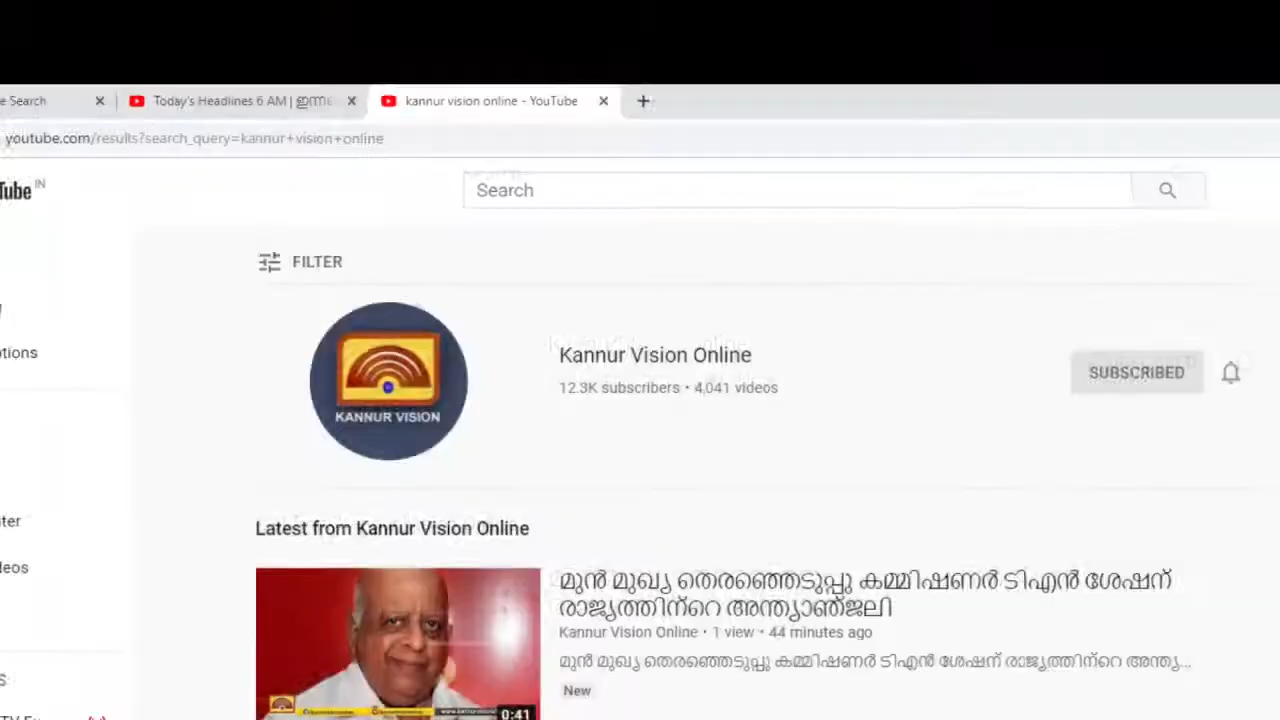 e Search
Today's Headlines 6 AM |
kannur vision online - YouTube
youtube.com/results?search_query=kannur+vision+online
Tube IN
Search
FILTER
KANNUR VISION
Kannur Vision Online
12.3K subscribers • 4,041 videos
SUBSCRIBED
tions
iter
leos
S
Latest from Kannur Vision Online
മുൻ മുഖ്യ തെരഞ്ഞെടുപ്പു കമ്മിഷണർ ടിഎൻ ശേഷന്
രാജ്യത്തിന്റെ അന്ത്യാഞ്ജലി
Kannur Vision Online • 1 view • 44 minutes ago
മുൻ മുഖ്യ തെരഞ്ഞെടുപ്പു കമ്മിഷണർ ടിഎൻ ശേഷന് രാജ്യത്തിന്റെ അന്ത്യ...
New
0:41